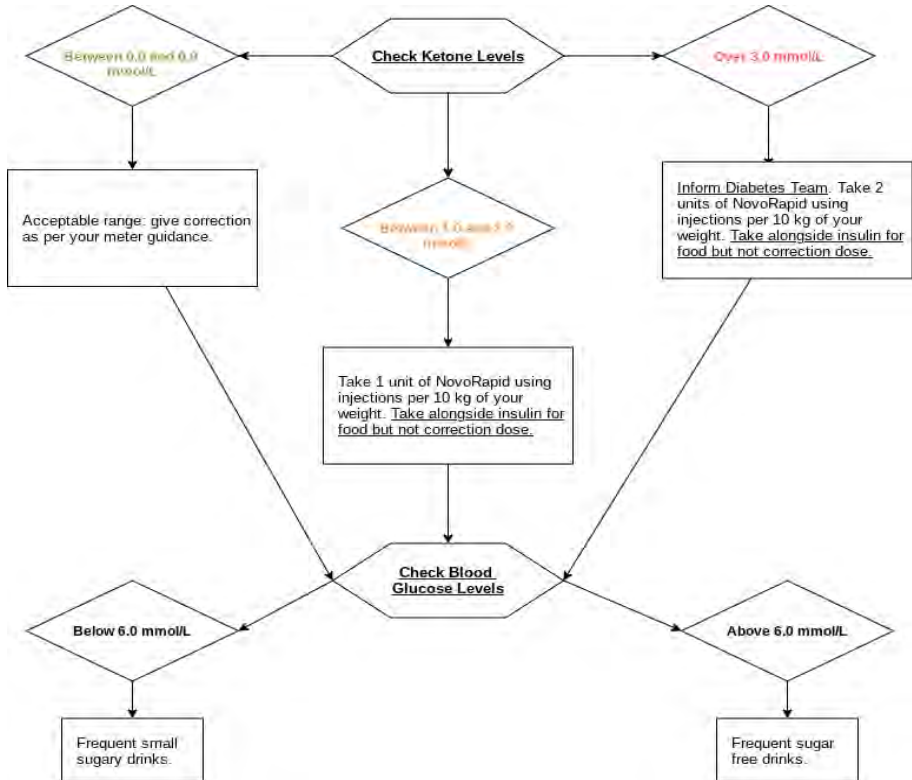 Check Ketone Levels
Between 0.0 and 0.9
mmol/L
Over 3.0 mmol/L
Acceptable range: give correction
as per your meter guidance.
Between 1.0 and
mmol/L
Inform Diabetes Team. Take 2
units of NovoRapid using
injections per 10 kg of your
weight. Take alongside insulin for
food but not correction dose.
Take 1 unit of NovoRapid using
injections per 10 kg of your
weight. Take alongside insulin for
food but not correction dose.
Check Blood
Glucose Levels
Below 6.0 mmol/L
Above 6.0 mmol/L
Frequent small
sugary drinks.
Frequent sugar
free drinks.